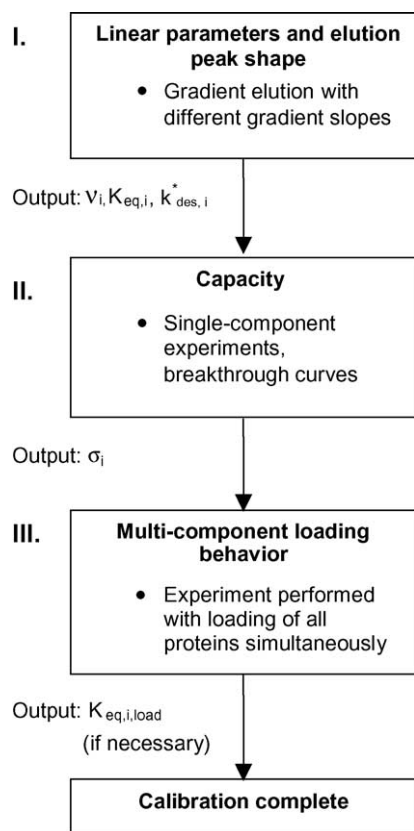 I.
Linear parameters and elution
peak shape
• Gradient elution with
different gradient slopes
Output: νi, Keq,i, k*des, i
II.
Capacity
• Single-component
experiments,
breakthrough curves
Output: σi
III.
Multi-component loading
behavior
• Experiment performed
with loading of all
proteins simultaneously
Output: Keq,i,load
(if necessary)
Calibration complete